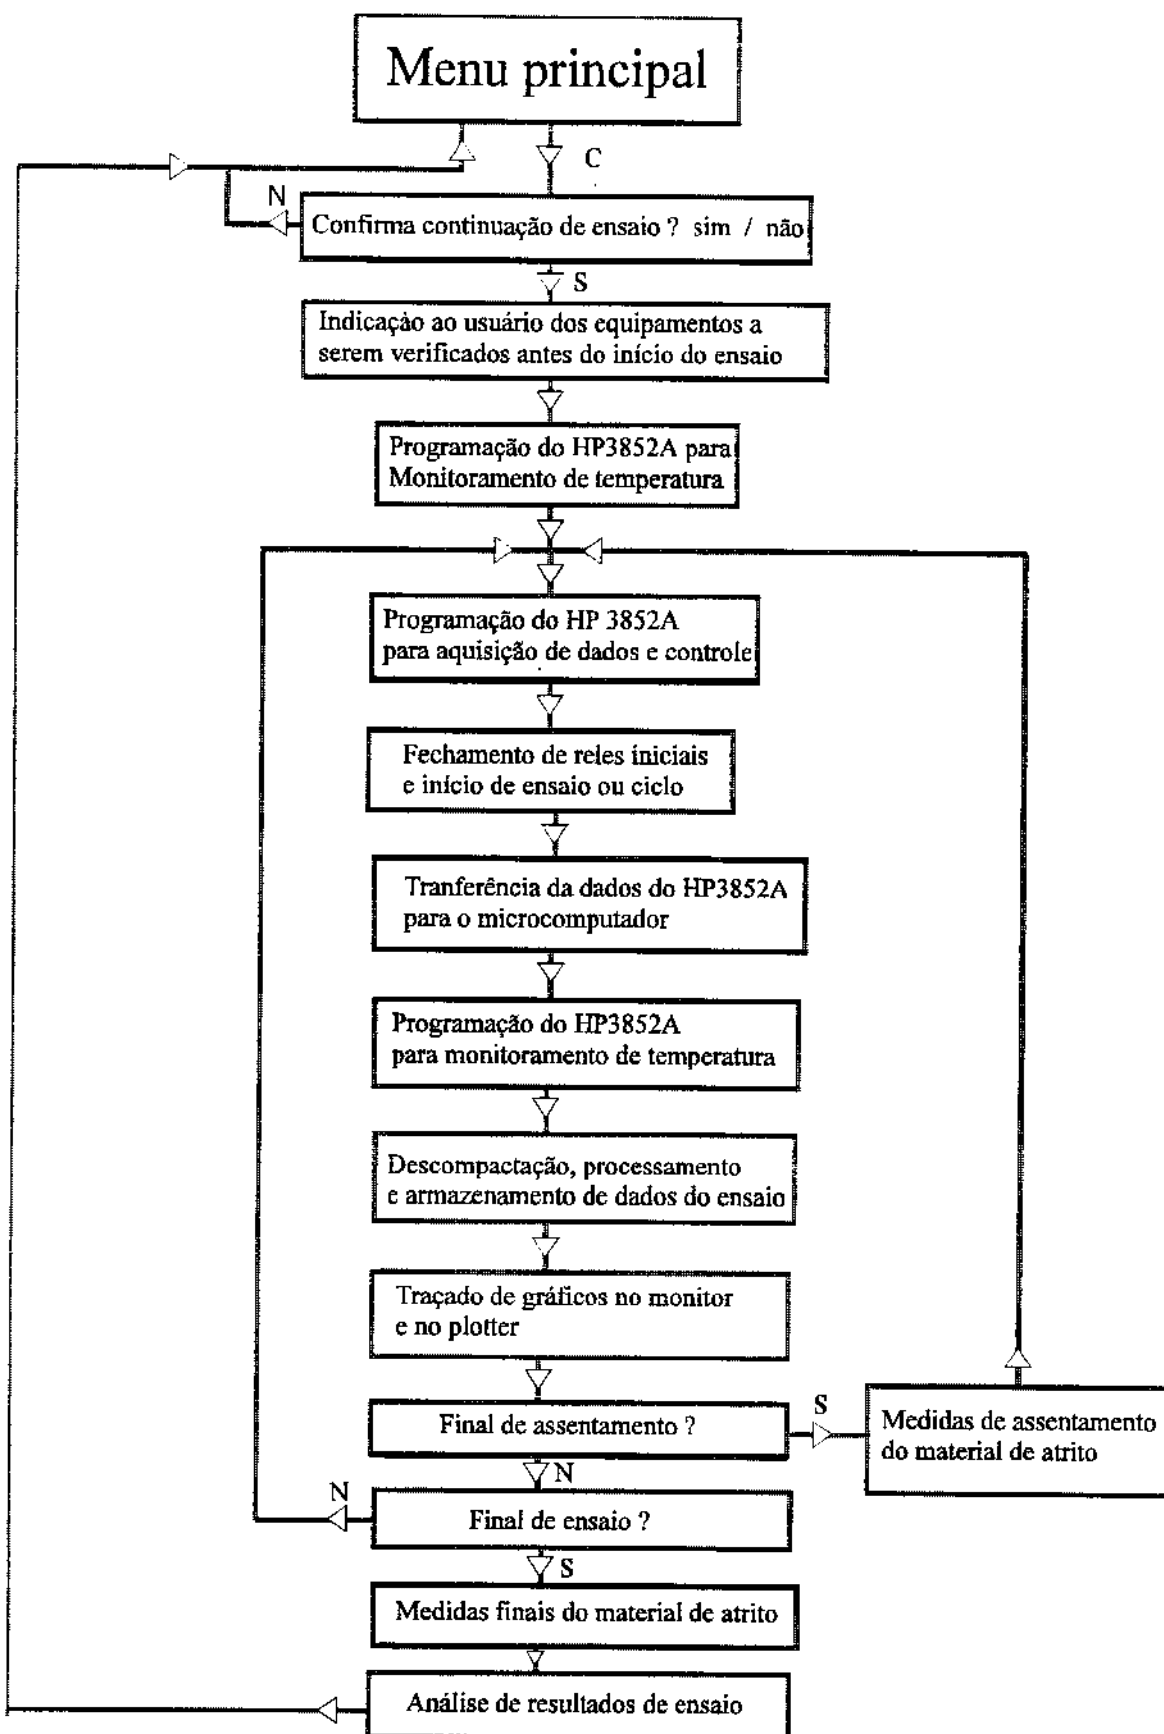 Menu principal
C
N
Confirma continuação de ensaio ? sim / não
S
Indicação ao usuário dos equipamentos a
serem verificados antes do início do ensaio
Programação do HP3852A para
Monitoramento de temperatura
Programação do HP 3852A
para aquisição de dados e controle
Fechamento de reles iniciais
e início de ensaio ou ciclo
Tranferência da dados do HP3852A
para o microcomputador
Programação do HP3852A
para monitoramento de temperatura
Descompactação, processamento
e armazenamento de dados do ensaio
Traçado de gráficos no monitor
e no plotter
Final de assentamento ?
S
Medidas de assentamento
do material de atrito
N
N
Final de ensaio ?
S
Medidas finais do material de atrito
Análise de resultados de ensaio